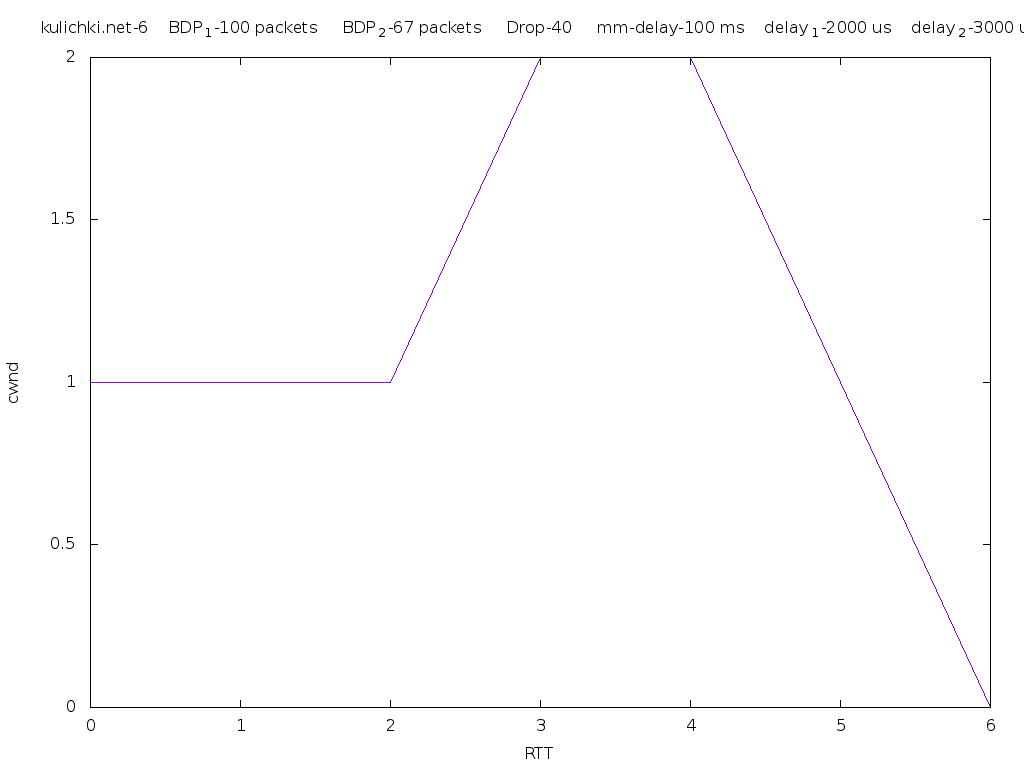 kulichki.net-6 BDP1-100 packets BDP2-67 packets Drop-40 mm-delay-100 ms delay1-2000 us delay2-3000 u
2
1.5
1
0.5
0
cwnd
0 1 2 3 4 5 6
RTT